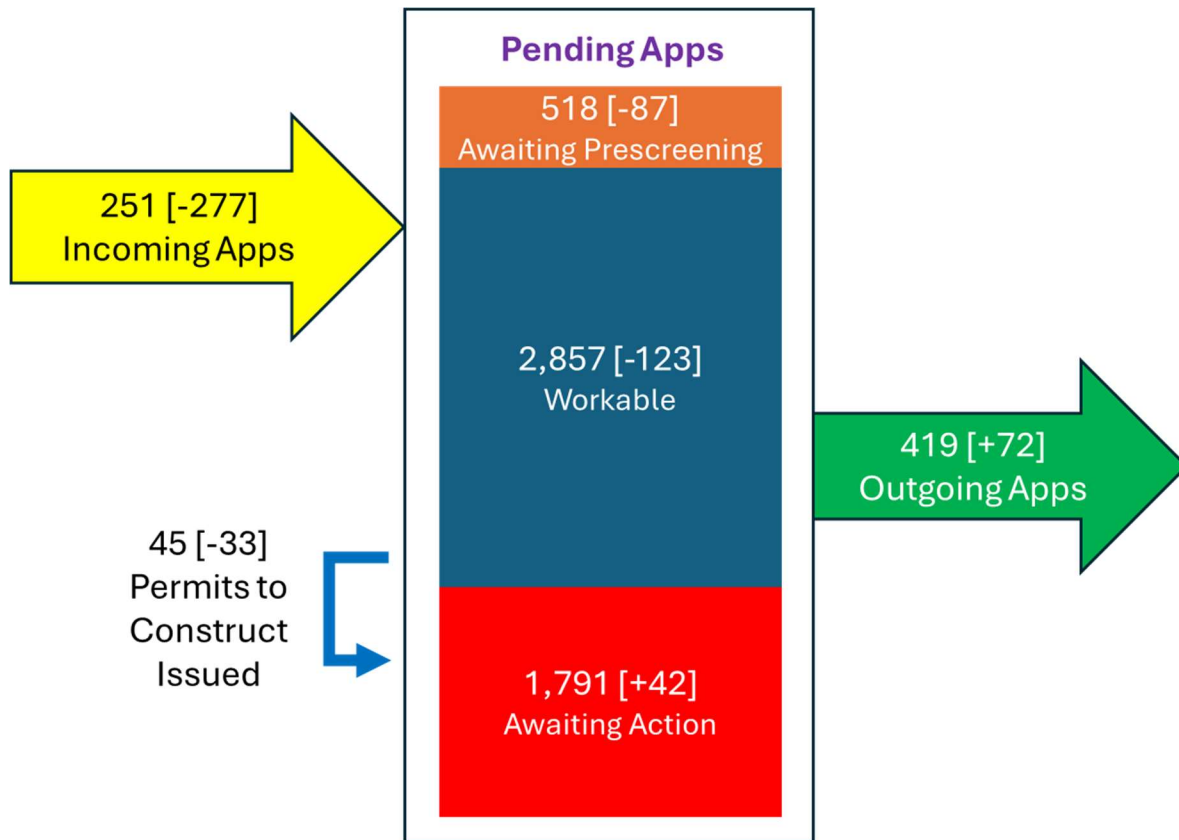 Pending Apps
518 [-87]
Awaiting Prescreening
251 [-277]
Incoming Apps
2,857 [-123]
Workable
419 [+72]
Outgoing Apps
45 [-33]
Permits to
Construct
Issued
1,791 [+42]
Awaiting Action